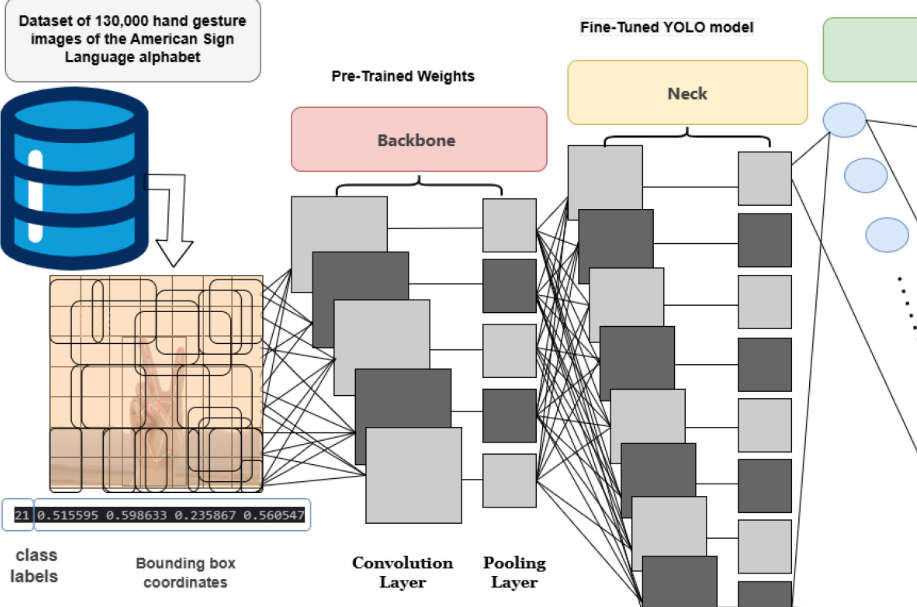 Dataset of 130,000 hand gesture
images of the American Sign
Language alphabet
Fine-Tuned YOLO model
Pre-Trained Weights
Neck
Backbone
21 0.515595 0.598633 0.235867 0.560547
class
labels
Bounding box
coordinates
Convolution
Layer
Pooling
Layer